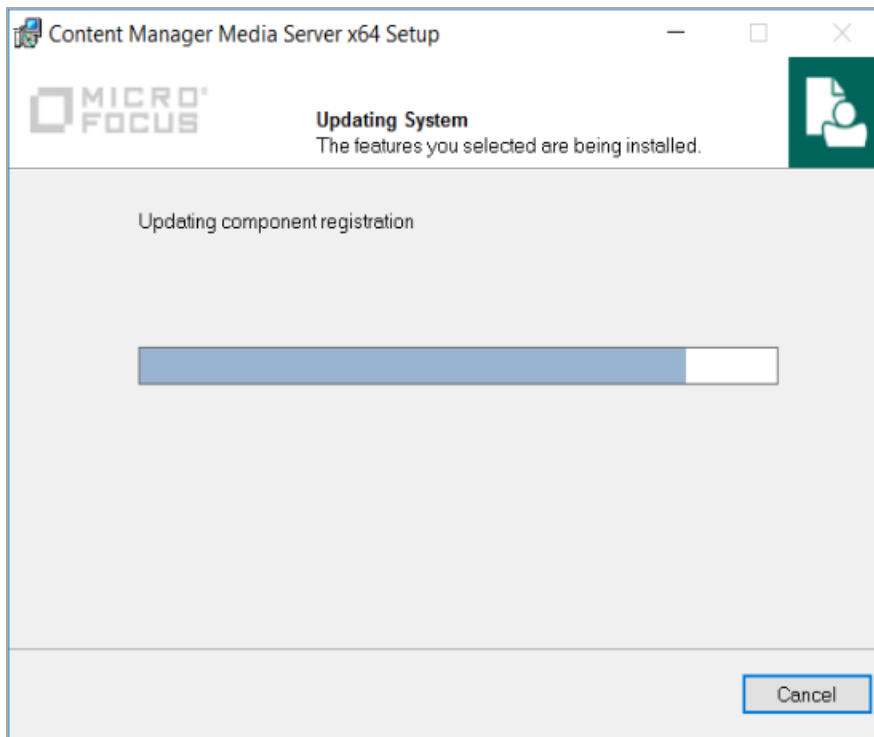 Content Manager Media Server x64 Setup
MICRO
FOCUS
Updating System
The features you selected are being installed.
Updating component registration
Cancel